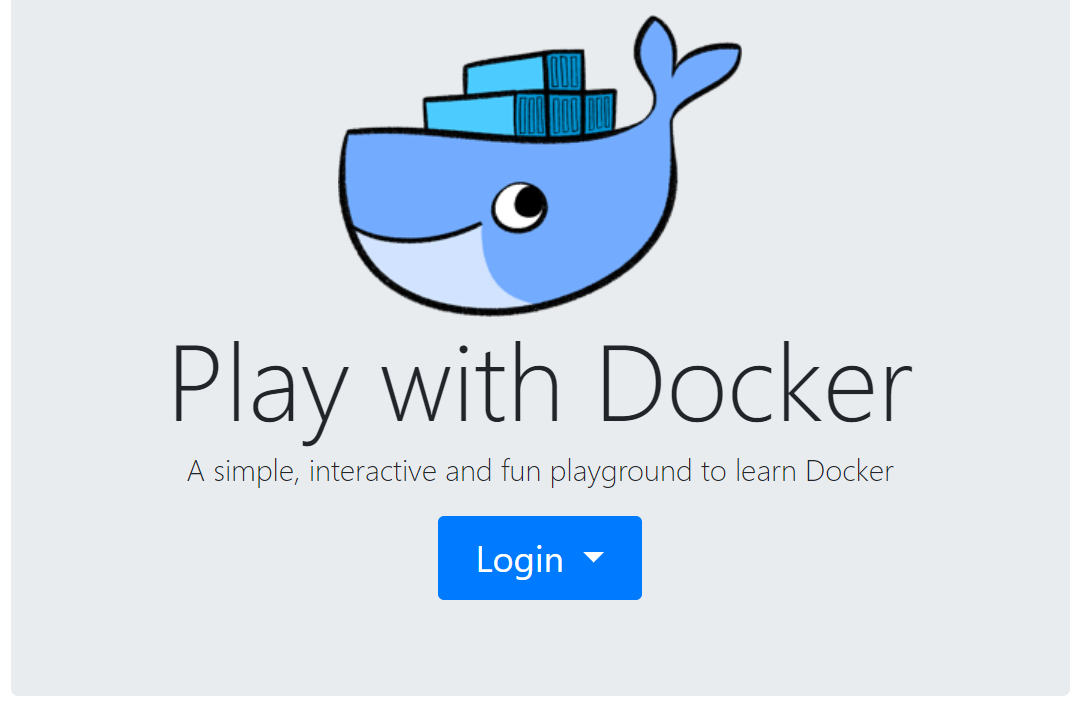 Play with Docker
A simple, interactive and fun playground to learn Docker
Login